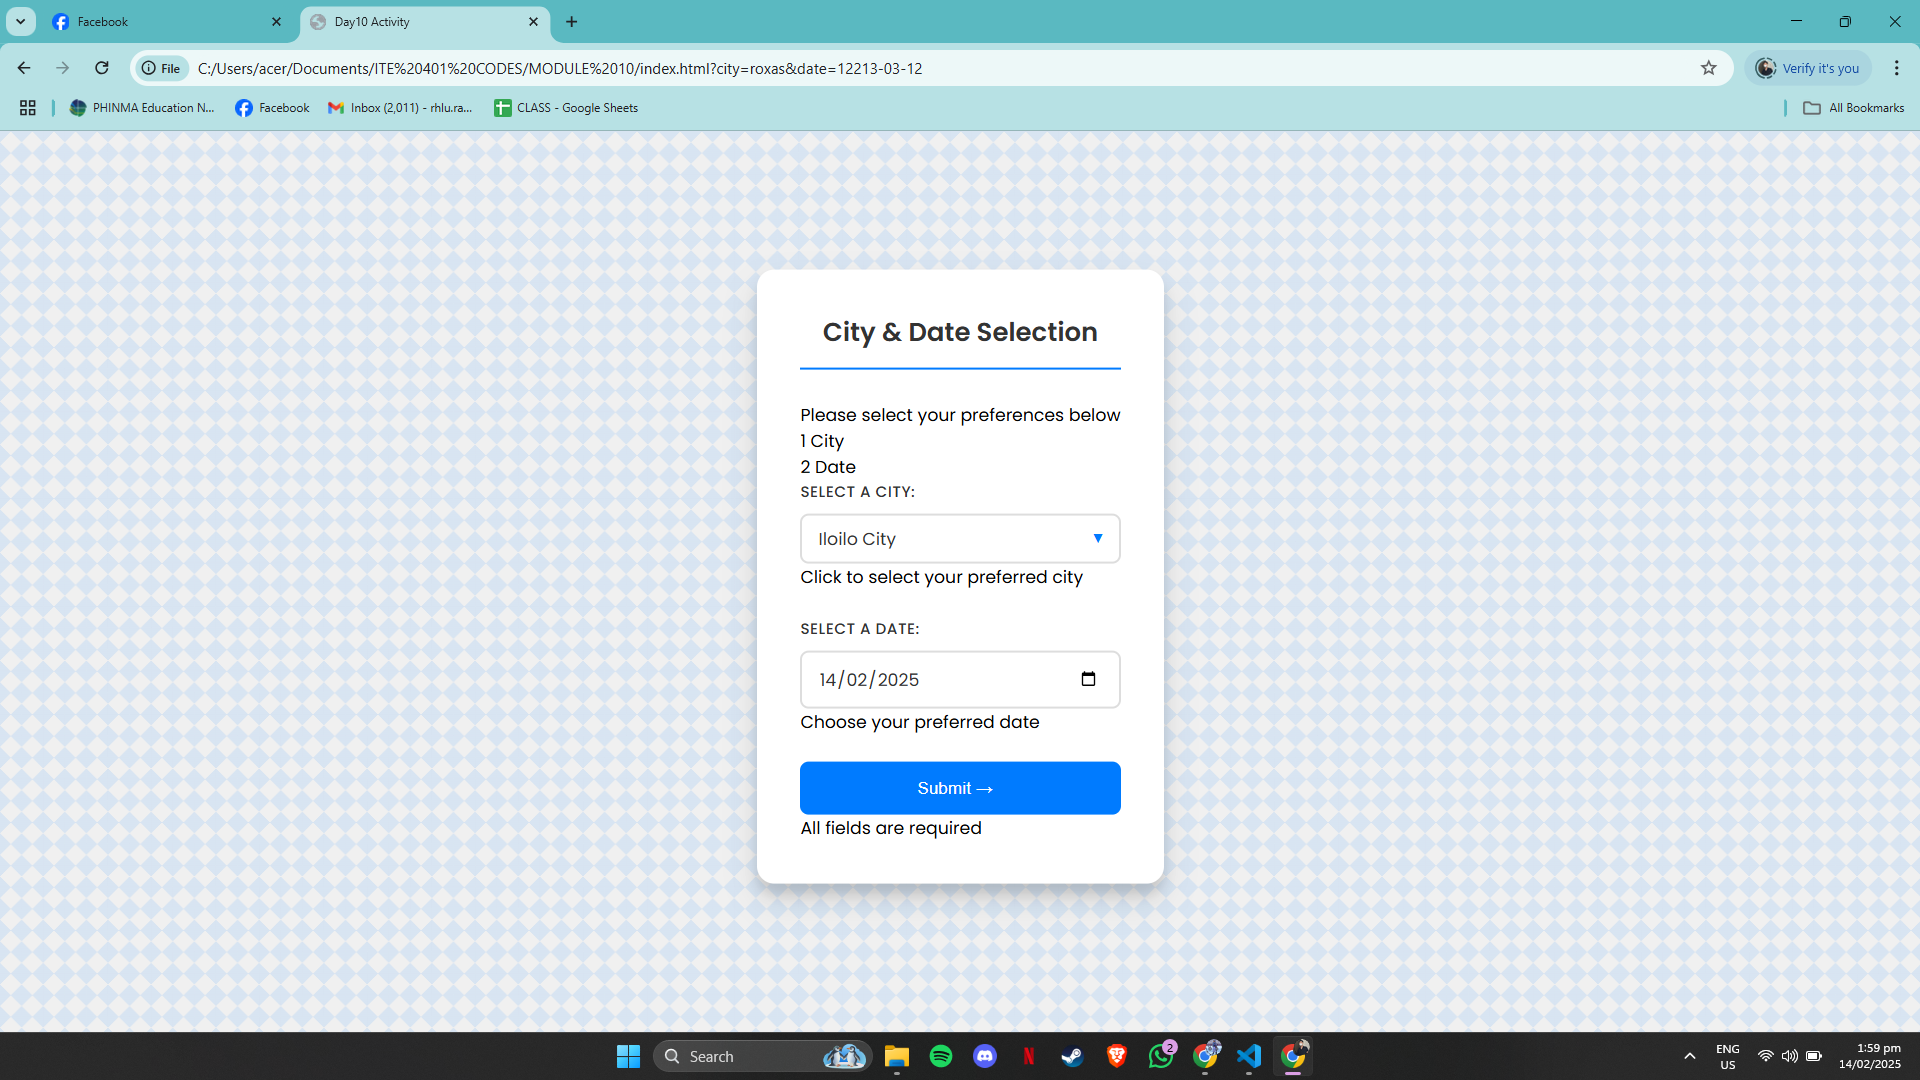 Facebook
Day10 Activity
File
C:/Users/acer/Documents/ITE%20401%20CODES/MODULE%2010/index.html?city=roxas&date=12213-03-12
Verify it's you
PHINMA Education N...
Facebook
Inbox (2,011) - rhlu.ra...
CLASS - Google Sheets
All Bookmarks
City & Date Selection
Please select your preferences below
1 City
2 Date
SELECT A CITY:
Iloilo City
Click to select your preferred city
SELECT A DATE:
14/02/2025
Choose your preferred date
Submit →
All fields are required
Search
2
ENG
US
1:59 pm
14/02/2025